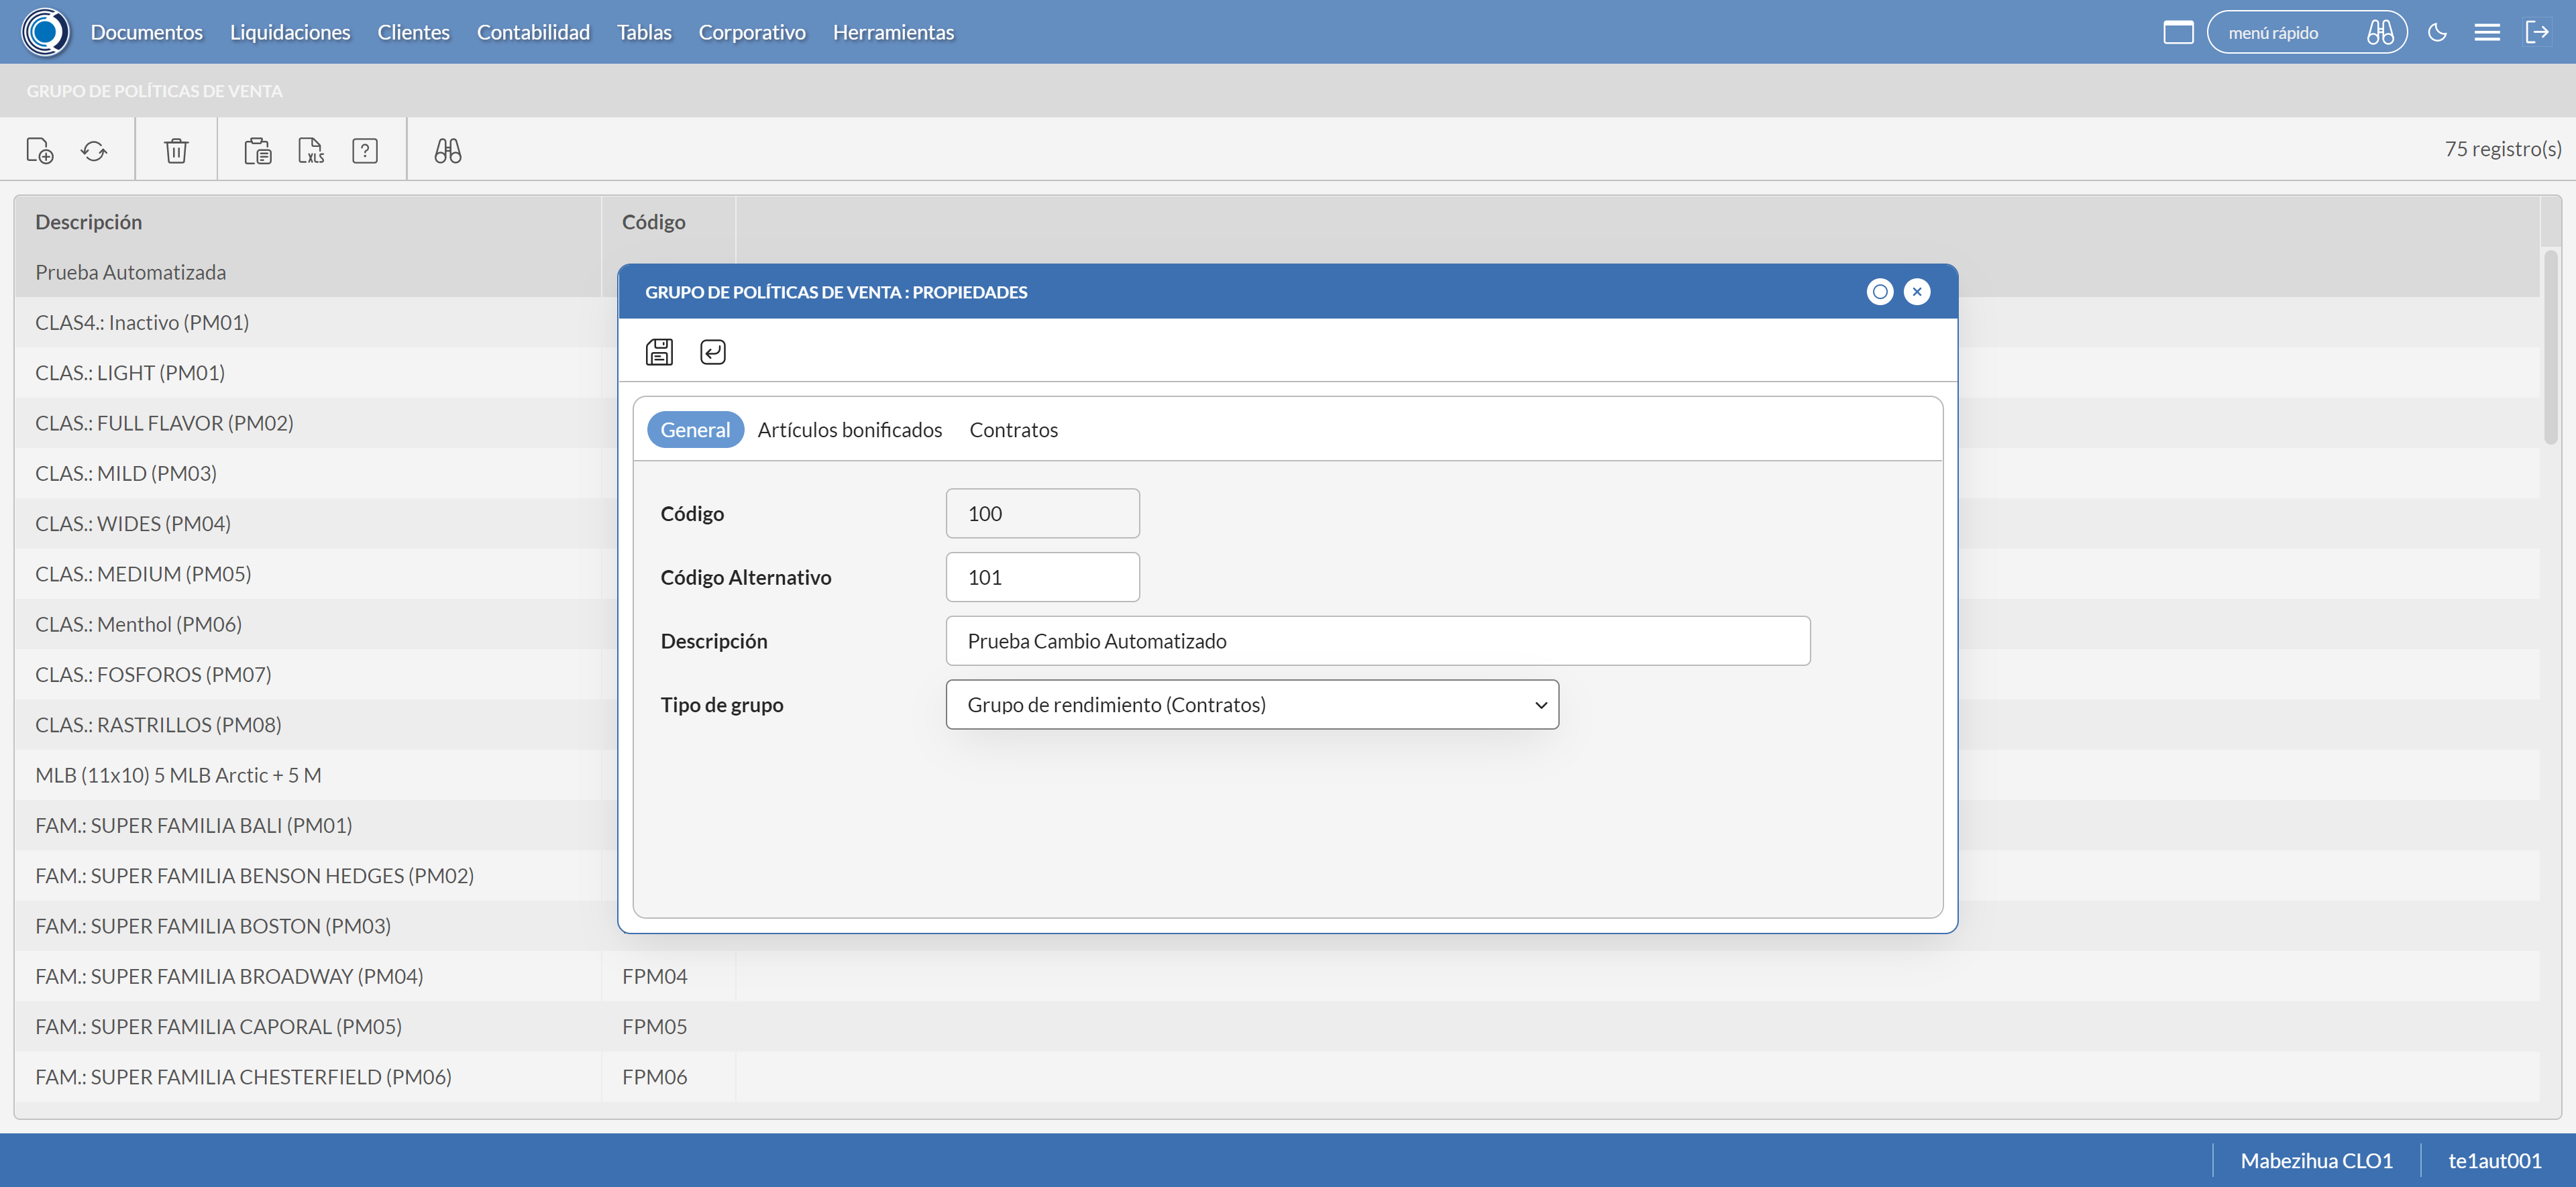 Documentos Liquidaciones Clientes Contabilidad Tablas Corporativo Herramientas menú rápido
GRUPO DE POLÍTICAS DE VENTA
XLS ? 75 registro(s)
Descripción Código
Prueba Automatizada
GRUPO DE POLÍTICAS DE VENTA : PROPIEDADES
CLAS4.: Inactivo (PM01)
CLAS.: LIGHT (PM01)
CLAS.: FULL FLAVOR (PM02)
General Artículos bonificados Contratos
CLAS.: MILD (PM03)
Código 100
CLAS.: WIDES (PM04)
CLAS.: MEDIUM (PM05)
Código Alternativo 101
CLAS.: Menthol (PM06)
Descripción Prueba Cambio Automatizado
CLAS.: FOSFOROS (PM07)
Tipo de grupo Grupo de rendimiento (Contratos)
CLAS.: RASTRILLOS (PM08)
MLB (11x10) 5 MLB Arctic + 5 M
FAM.: SUPER FAMILIA BALI (PM01)
FAM.: SUPER FAMILIA BENSON HEDGES (PM02)
FAM.: SUPER FAMILIA BOSTON (PM03)
FAM.: SUPER FAMILIA BROADWAY (PM04) FPM04
FAM.: SUPER FAMILIA CAPORAL (PM05) FPM05
FAM.: SUPER FAMILIA CHESTERFIELD (PM06) FPM06
Mabezihua CLO1 te1aut001